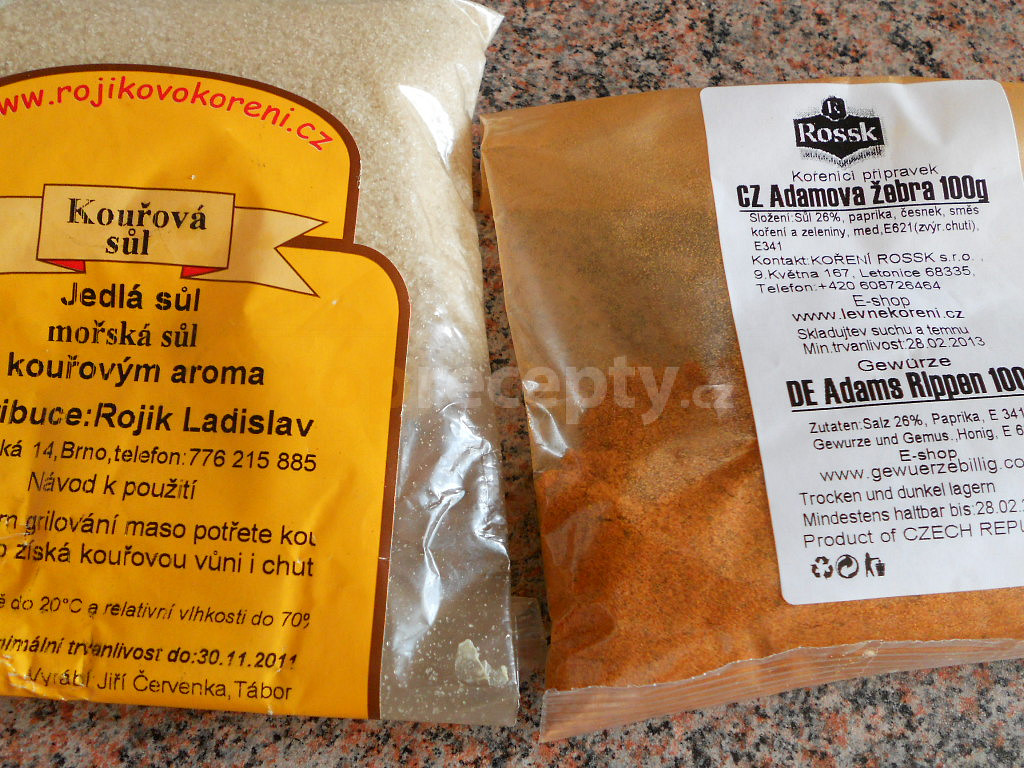 www.rojikovokoreni.cz
Kouřová
sůl
Jedlá sůl
mořská sůl
kouřovým aroma
ribuce:Rojik Ladislav
ká 14,Brno,telefon:776 215 885
Návod k použití
m grilování maso potřete kou
o získá kouřovou vůni i chut
ě do 20°C a relativní vlhkosti do 70%
nimální trvanlivost do:30.11.2011
Vyrábí Jiří Červenka,Tábor
R
Rossk
Kořenící přípravek
CZ Adamova žebra 100g
Složení:Sůl 26%, paprika, česnek, směs
koření a zeleniny, med,E621(zvýr.chuti),
E341
Kontakt:KOŘENÍ ROSSK s.r.o. ,
9.Května 167, Letonice 68335,
Telefon:+420 608726464
E-shop
www.levnekoreni.cz
Skladujtev suchu a temnu
Min.trvanlivost:28.02.2013
Gewürze
DE Adams Rippen 100
Zutaten:Salz 26%, Paprika, E 341
Gewurze und Gemus.,Honig, E 6
E-shop
www.gewuerzebillig.co
Trocken und dunkel lagern
Mindestens haltbar bis:28.02.2
Product of CZECH REPU
recepty.cz